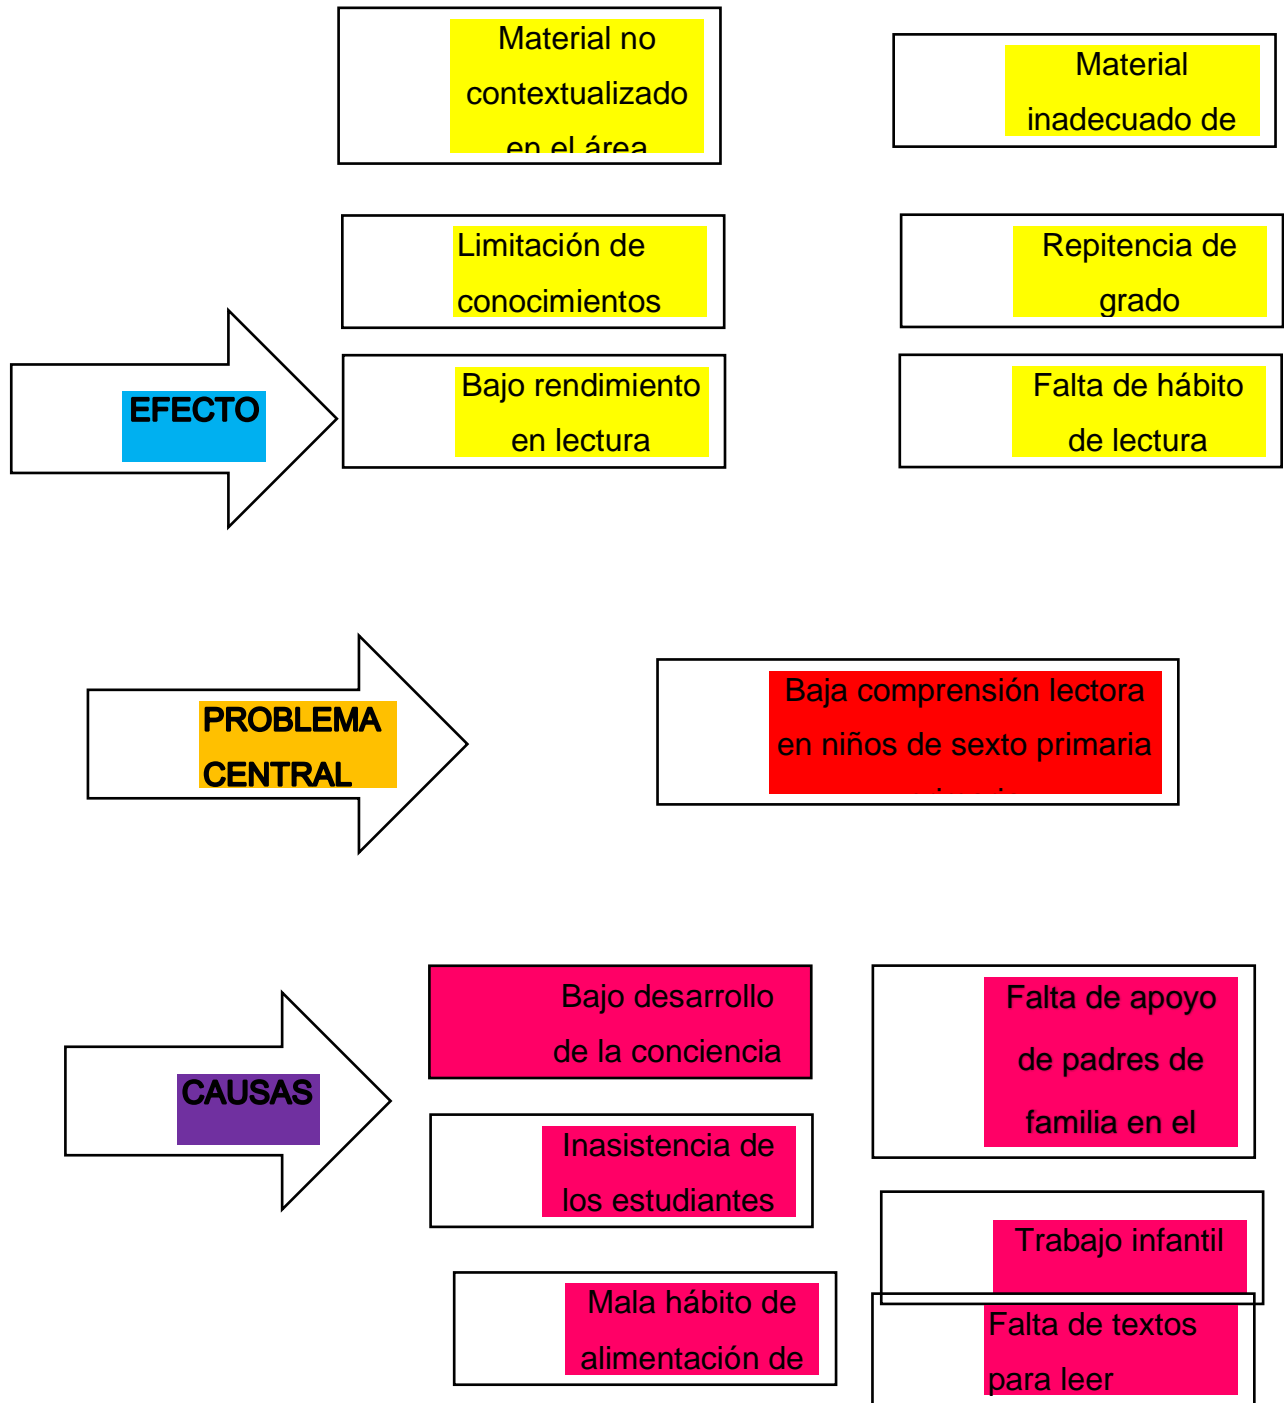 Material no
contextualizado
en el área
Material
inadecuado de
Limitación de
conocimientos
Repitencia de
grado
EFECTO
Bajo rendimiento
en lectura
Falta de hábito
de lectura
PROBLEMA
CENTRAL
Baja comprensión lectora
en niños de sexto primaria
CAUSAS
Bajo desarrollo
de la conciencia
Falta de apoyo
de padres de
familia en el
Inasistencia de
los estudiantes
Trabajo infantil
Mala hábito de
alimentación de
Falta de textos
para leer